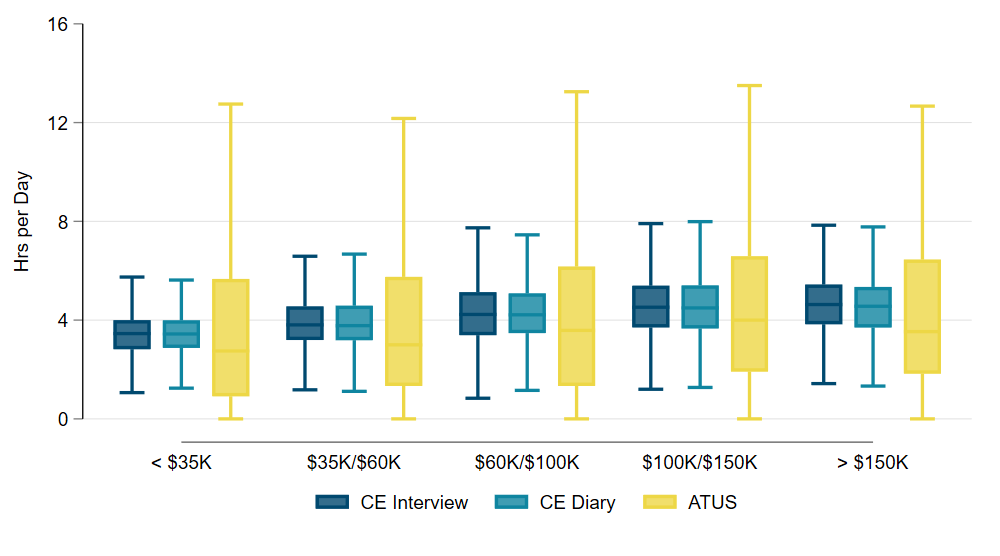 16
12
8
4
0
Hrs per Day
< $35K
$35K/$60K
$60K/$100K
$100K/$150K
> $150K
CE Interview
CE Diary
ATUS